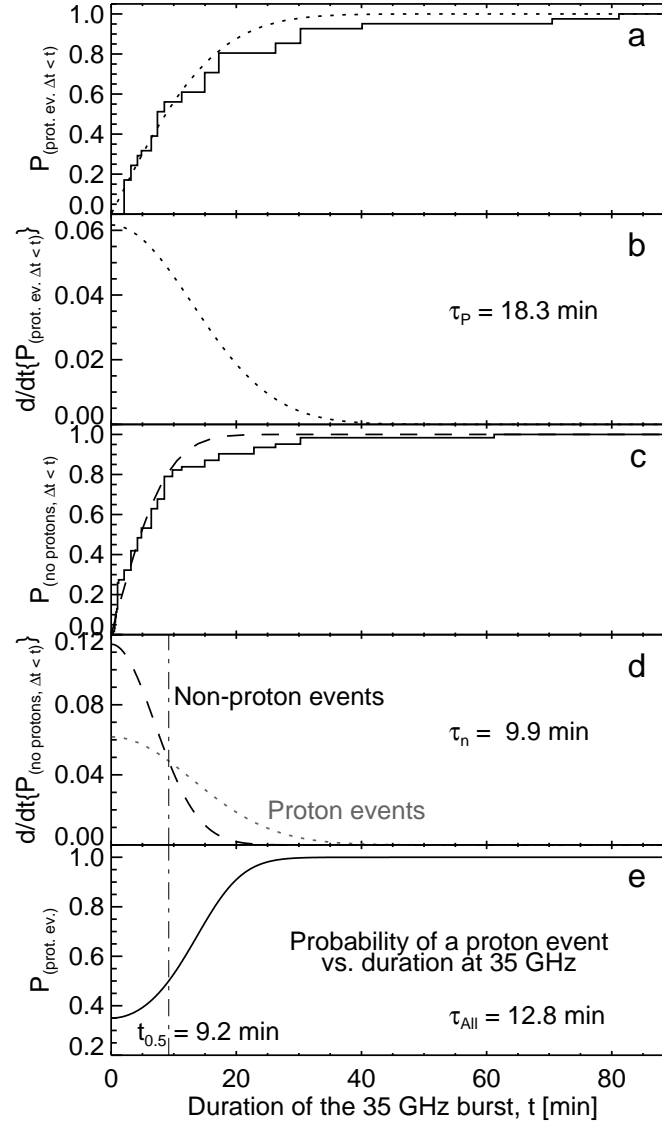 a
P(prot. ev. Δt < t)
1.0
0.8
0.6
0.4
0.2
0.0
b
d/dt{P(prot. ev. Δt < t)}
0.06
0.04
0.02
0.00
τP = 18.3 min
c
P(no protons, Δt < t)
1.0
0.8
0.6
0.4
0.2
0.0
d
d/dt{P(no protons, Δt < t)}
0.12
0.08
0.04
0.00
Non-proton events
τn = 9.9 min
Proton events
e
P(prot. ev.)
1.0
0.8
0.6
0.4
0.2
Probability of a proton event
vs. duration at 35 GHz
τAll = 12.8 min
t0.5 = 9.2 min
0 20 40 60 80
Duration of the 35 GHz burst, t [min]